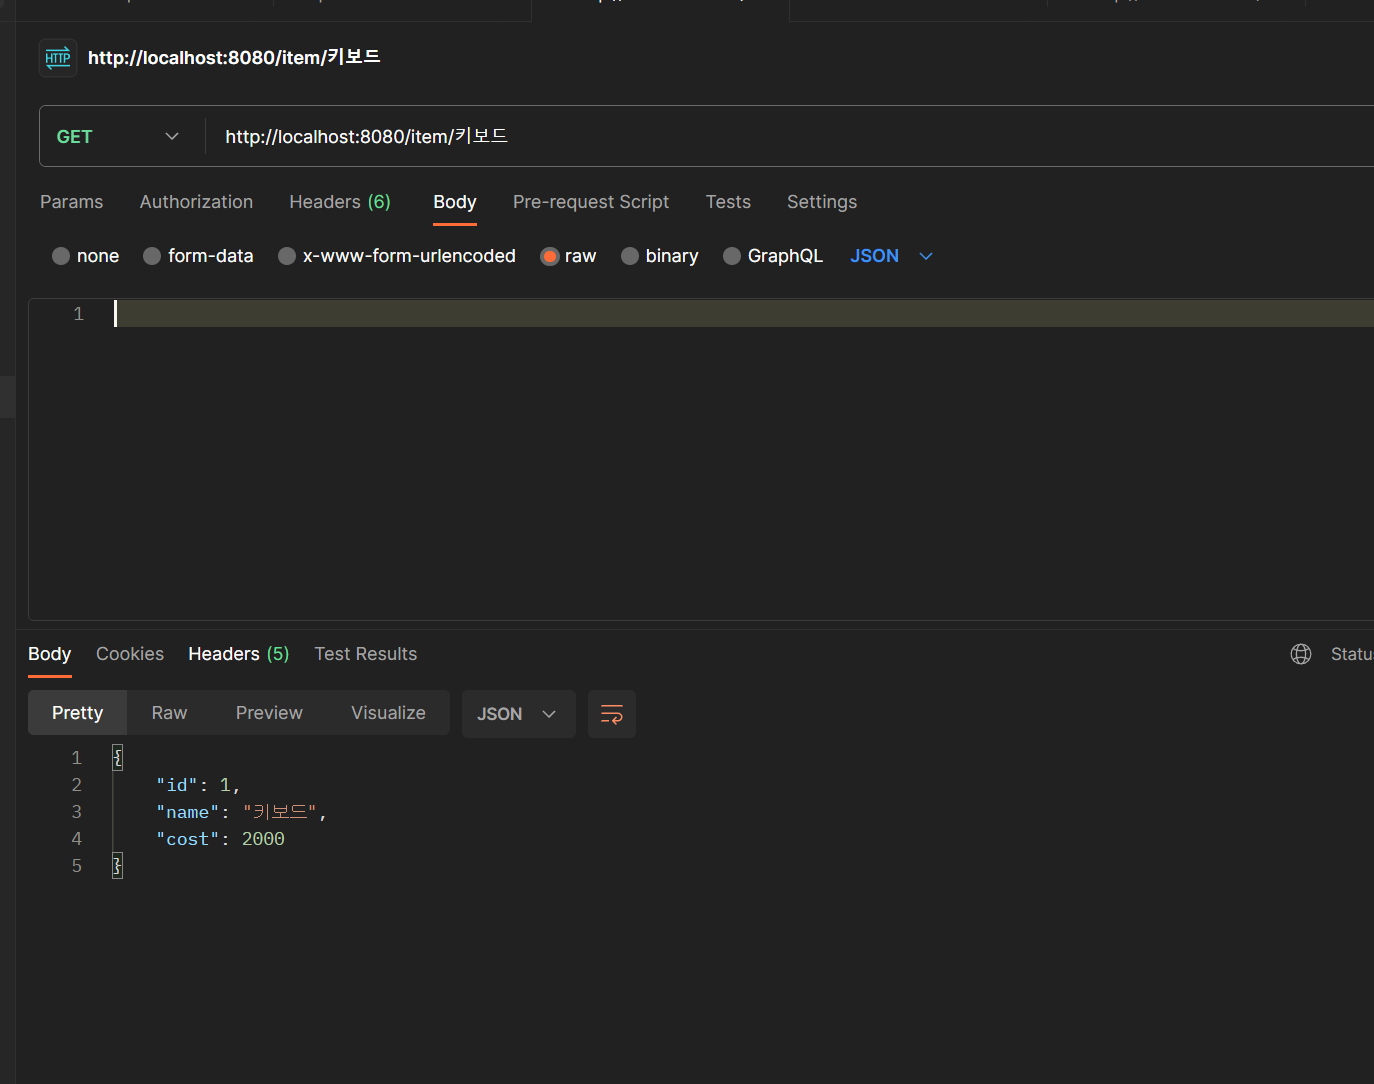 HTTP http://localhost:8080/item/키보드
GET http://localhost:8080/item/키보드
Params Authorization Headers (6) Body Pre-request Script Tests Settings
none form-data x-www-form-urlencoded raw binary GraphQL JSON
1
Body Cookies Headers (5) Test Results
Pretty Raw Preview Visualize JSON
1 {
2 "id": 1,
3 "name": "키보드",
4 "cost": 2000
5 }